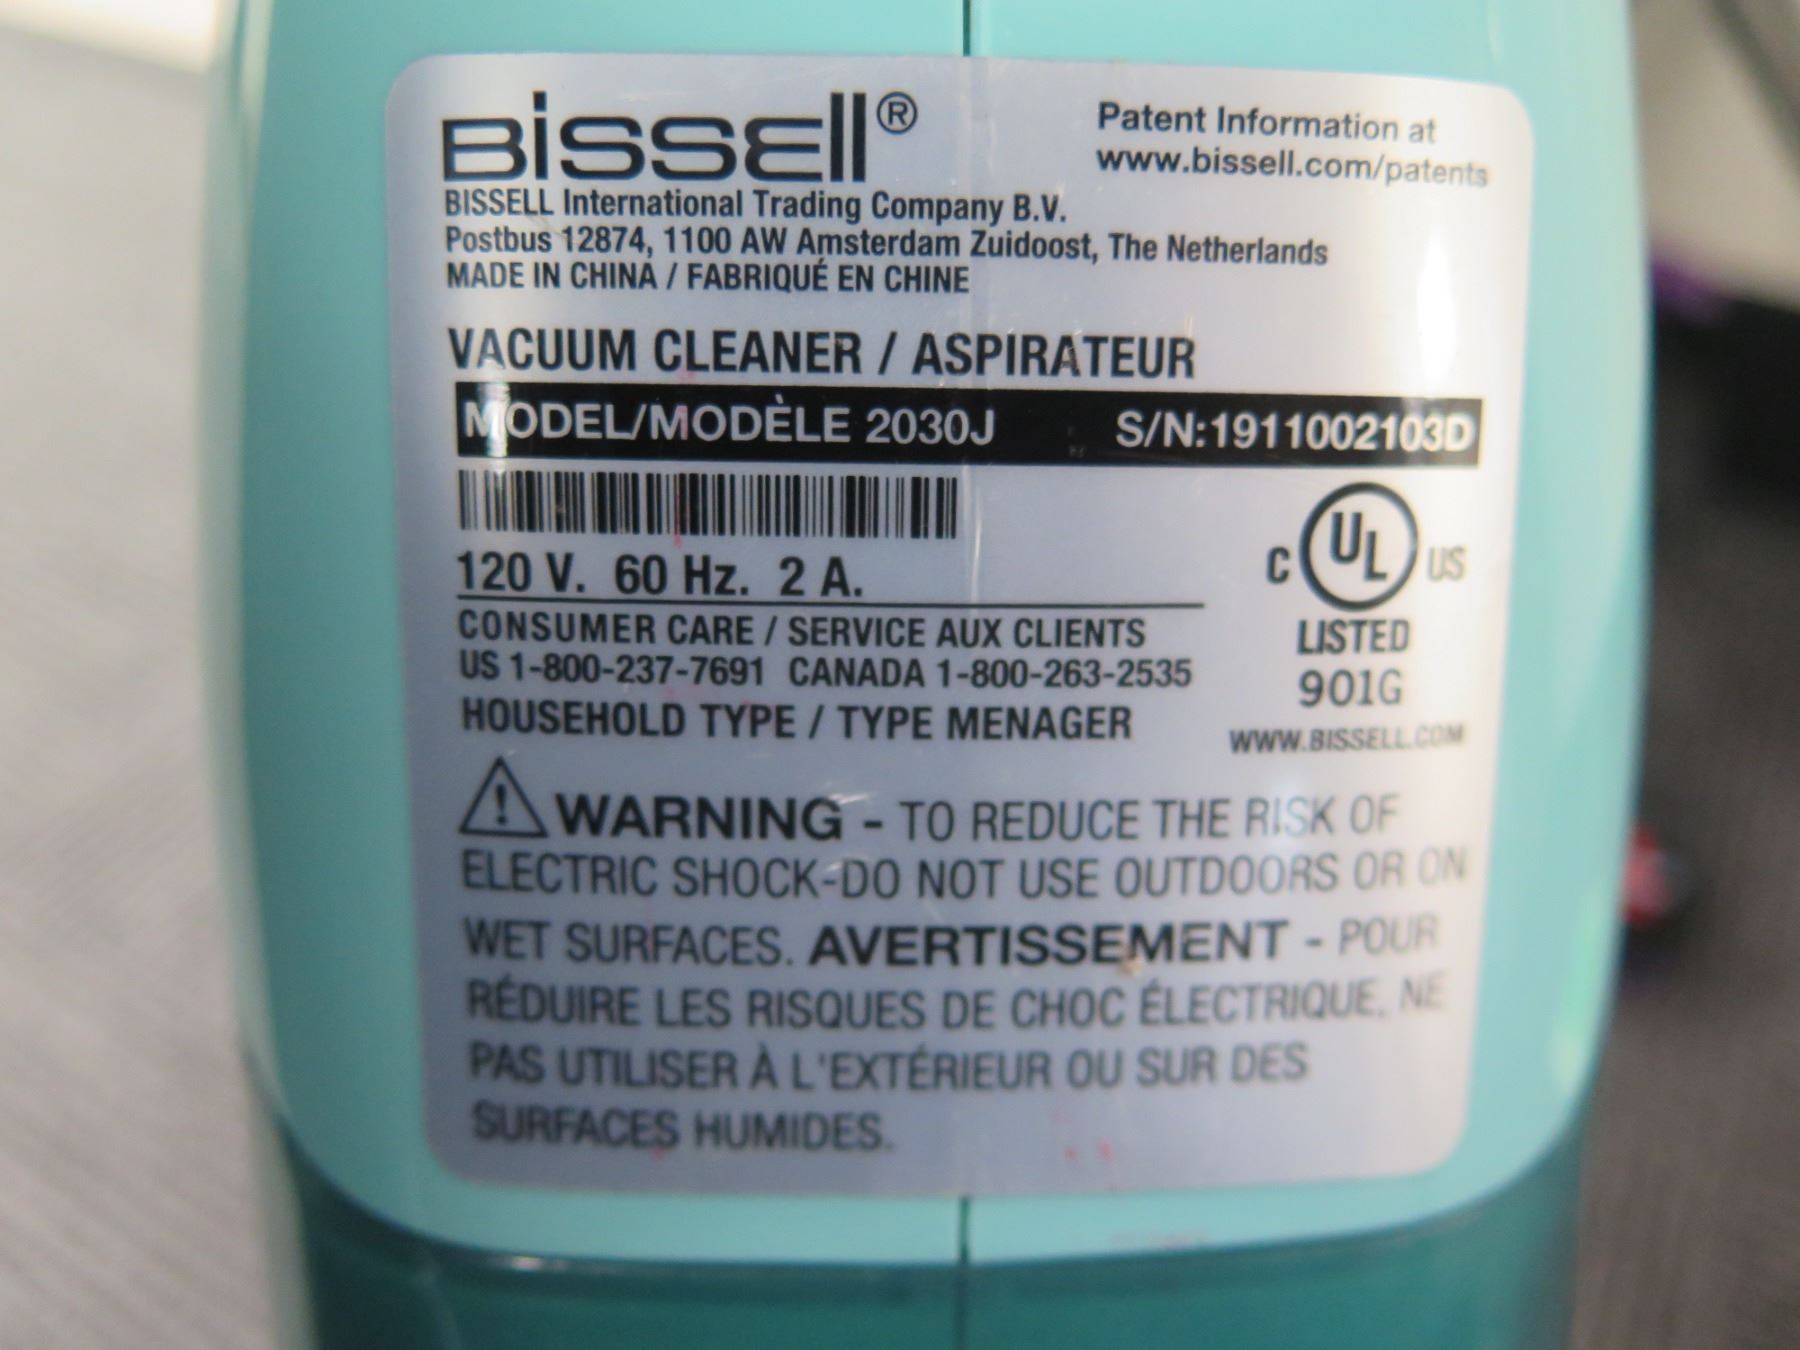 BISSELL®
Patent Information at
www.bissell.com/patents
BISSELL International Trading Company B.V.
Postbus 12874, 1100 AW Amsterdam Zuidoost, The Netherlands
MADE IN CHINA / FABRIQUÉ EN CHINE
VACUUM CLEANER / ASPIRATEUR
MODEL/MODÈLE 2030J S/N:1911002103D
120 V. 60 Hz. 2 A.
C UL US
LISTED
901G
WWW.BISSELL.COM
CONSUMER CARE / SERVICE AUX CLIENTS
US 1-800-237-7691 CANADA 1-800-263-2535
HOUSEHOLD TYPE / TYPE MENAGER
WARNING - TO REDUCE THE RISK OF
ELECTRIC SHOCK-DO NOT USE OUTDOORS OR ON
WET SURFACES. AVERTISSEMENT - POUR
RÉDUIRE LES RISQUES DE CHOC ÉLECTRIQUE, NE
PAS UTILISER À L'EXTÉRIEUR OU SUR DES
SURFACES HUMIDES.